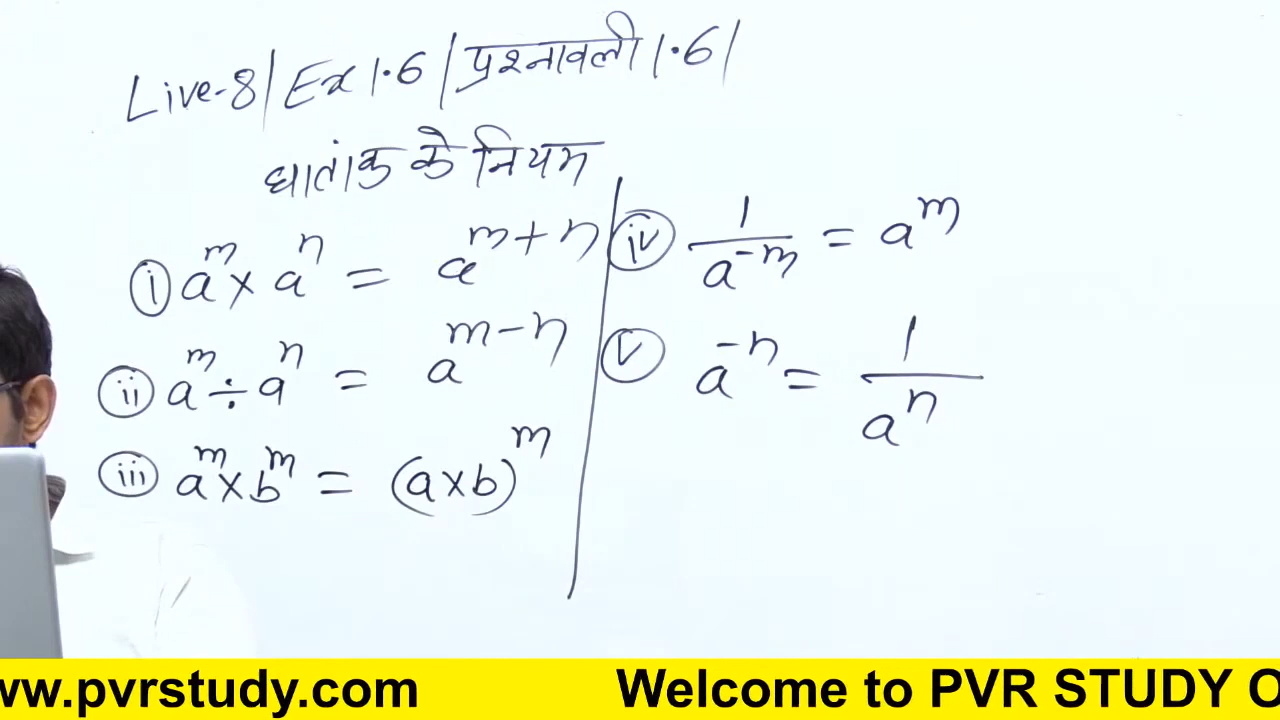 Live-8| Ex 1.6 | प्रश्नावली 1.6 |
घातांक के नियम
(i) a^m × a^n = a^(m+n)
(ii) a^m ÷ a^n = a^(m-n)
(iii) a^m × b^m = (a×b)^m
(iv) 1/a^(-m) = a^m
(v) a^(-n) = 1/a^n
ww.pvrstudy.com
Welcome to PVR STUDY O